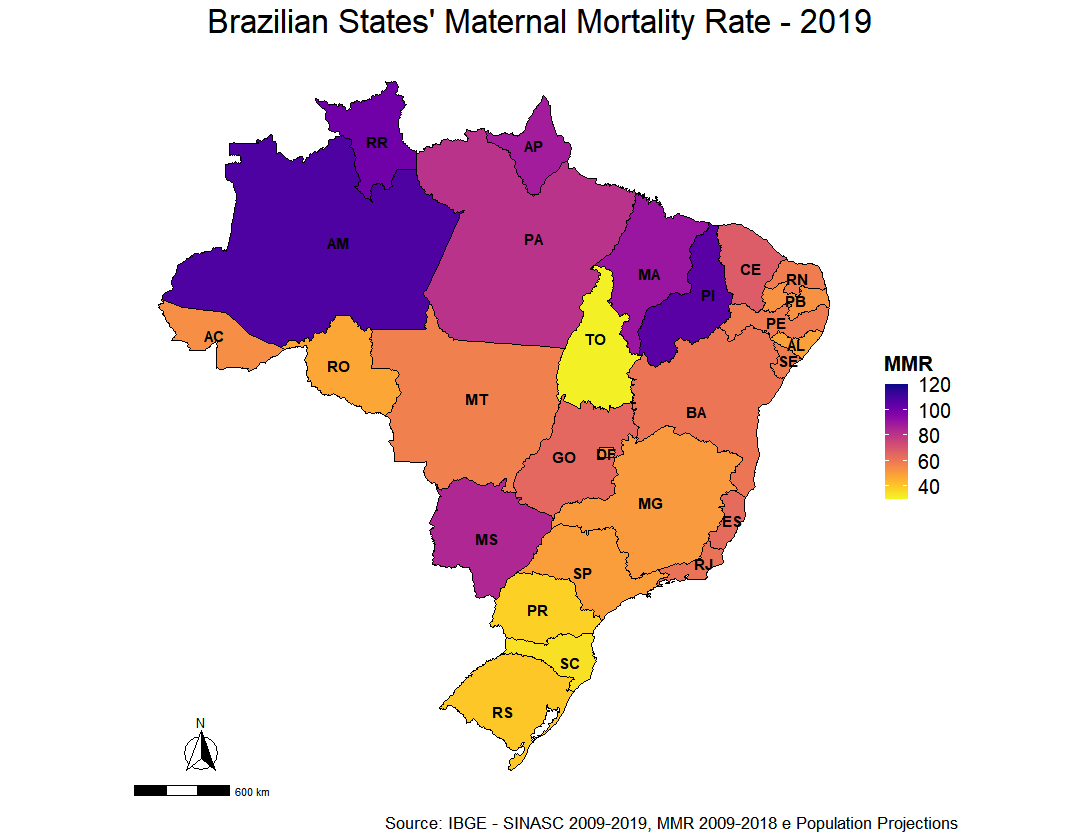 Brazilian States' Maternal Mortality Rate - 2019
RR
AP
AM
PA
MA
CE
RN
PI
PB
PE
AC
TO
AL
RO
SE
MT
BA
GO
DF
MG
ES
MS
RJ
SP
PR
SC
RS
MMR
120
100
80
60
40
N
600 km
Source: IBGE - SINASC 2009-2019, MMR 2009-2018 e Population Projections